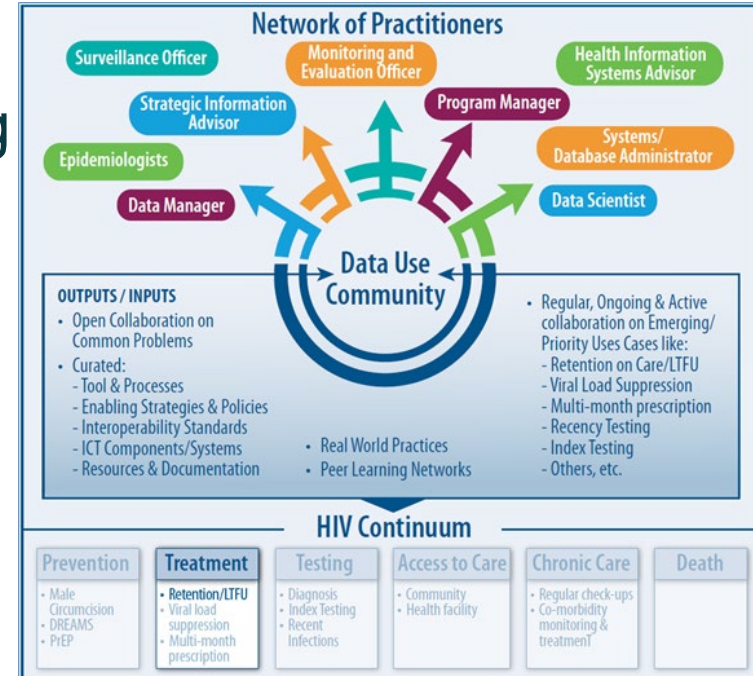 g
Network of Practitioners
Surveillance Officer
Monitoring and
Evaluation Officer
Health Information
Systems Advisor
Strategic Information
Advisor
Program Manager
Epidemiologists
Systems/
Database Administrator
Data Manager
Data Scientist
Data Use
Community
OUTPUTS / INPUTS
• Open Collaboration on
Common Problems
• Curated:
- Tool & Processes
- Enabling Strategies & Policies
- Interoperability Standards
- ICT Components/Systems
- Resources & Documentation
• Real World Practices
• Peer Learning Networks
• Regular, Ongoing & Active
collaboration on Emerging/
Priority Uses Cases like:
- Retention on Care/LTFU
- Viral Load Suppression
- Multi-month prescription
- Recency Testing
- Index Testing
- Others, etc.
HIV Continuum
Prevention
• Male
Circumcision
• DREAMS
• PrEP
Treatment
• Retention/LTFU
• Viral load
suppression
• Multi-month
prescription
Testing
• Diagnosis
• Index Testing
• Recent
Infections
Access to Care
• Community
• Health facility
Chronic Care
• Regular check-ups
• Co-morbidity
monitoring &
treatment
Death